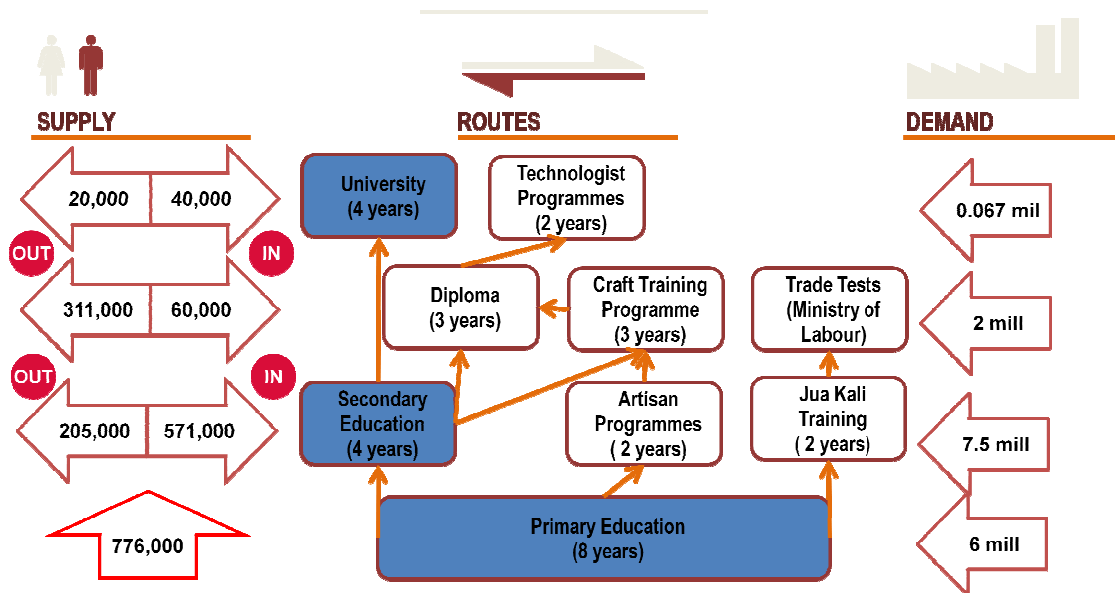 SUPPLY
ROUTES
DEMAND
20,000
40,000
OUT
IN
311,000
60,000
OUT
IN
205,000
571,000
776,000
University
(4 years)
Technologist
Programmes
(2 years)
Diploma
(3 years)
Craft Training
Programme
(3 years)
Trade Tests
(Ministry of
Labour)
Secondary
Education
(4 years)
Artisan
Programmes
( 2 years)
Jua Kali
Training
( 2 years)
Primary Education
(8 years)
0.067 mil
2 mill
7.5 mill
6 mill